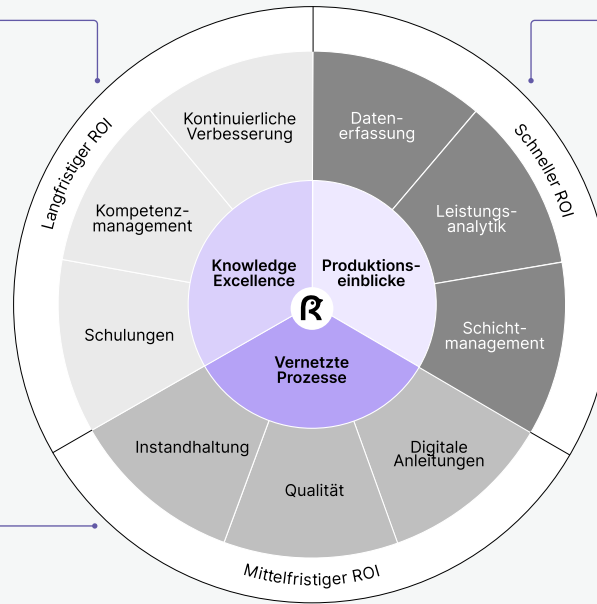 Schneller ROI
Daten-
erfassung
Leistungs-
analytik
Schicht-
management
Produktions-
einblicke
Mittelfristiger ROI
Digitale
Anleitungen
Qualität
Instandhaltung
Vernetzte
Prozesse
Langfristiger ROI
Schulungen
Kompetenz-
management
Kontinuierliche
Verbesserung
Knowledge
Excellence